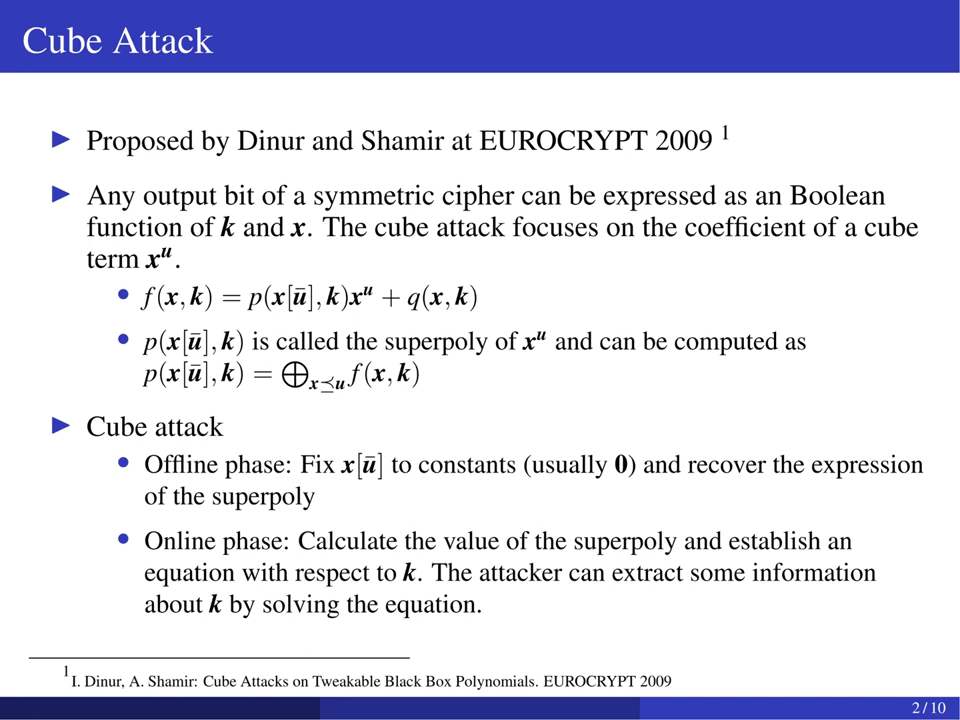 Cube Attack
▶ Proposed by Dinur and Shamir at EUROCRYPT 2009 ¹
▶ Any output bit of a symmetric cipher can be expressed as an Boolean
function of k and x. The cube attack focuses on the coefficient of a cube
term xᵘ.
• f(x, k) = p(x[ū], k)xᵘ + q(x, k)
• p(x[ū], k) is called the superpoly of xᵘ and can be computed as
p(x[ū], k) = ⨁ₓ⪯ᵤ f(x, k)
▶ Cube attack
• Offline phase: Fix x[ū] to constants (usually 0) and recover the expression
of the superpoly
• Online phase: Calculate the value of the superpoly and establish an
equation with respect to k. The attacker can extract some information
about k by solving the equation.
¹I. Dinur, A. Shamir: Cube Attacks on Tweakable Black Box Polynomials. EUROCRYPT 2009
2 / 10